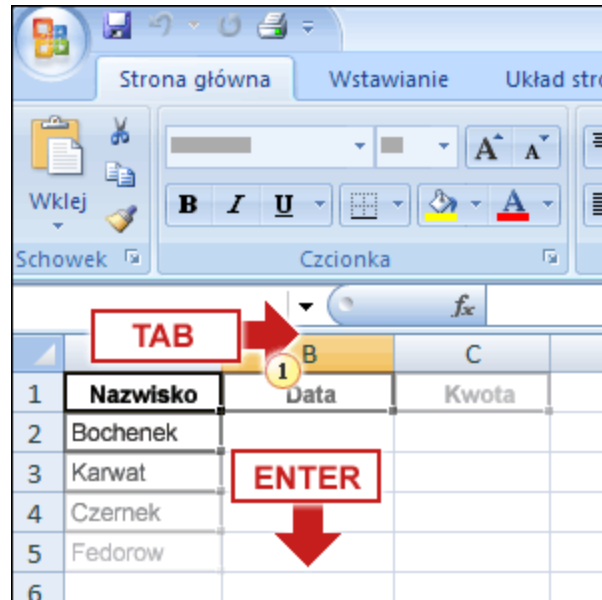 Strona główna Wstawianie Układ stro
A A
Wklej
B I U A
Schowek Czcionka
fx
TAB
1
B C
1 Nazwisko Data Kwota
2 Bochenek
3 Karwat
ENTER
4 Czernek
5 Fedorow
6